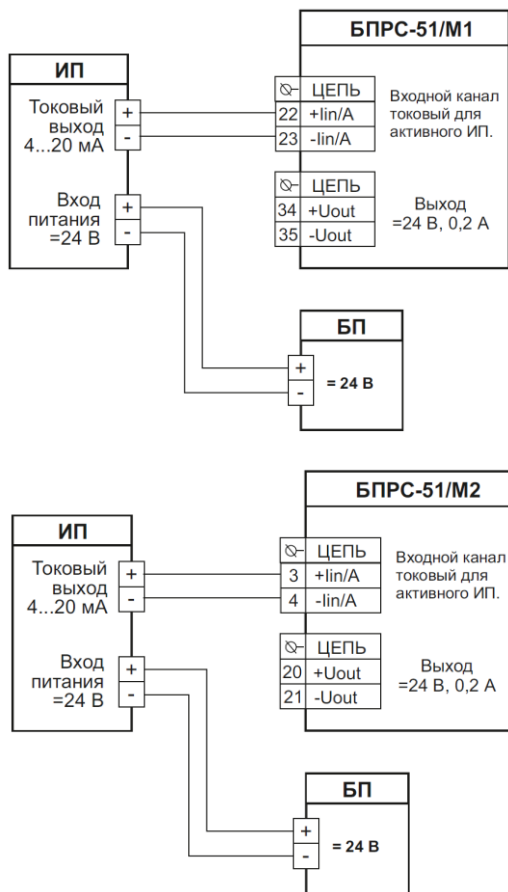 БПРС-51/М1
ИП
Токовый
выход
4...20 мА
+
-
Вход
питания
=24 В
+
-
ЦЕПЬ
22 +Iin/A
23 -Iin/A
Входной канал
токовый для
активного ИП.
ЦЕПЬ
34 +Uout
35 -Uout
Выход
=24 В, 0,2 А
БП
+
-
= 24 В
БПРС-51/М2
ИП
Токовый
выход
4...20 мА
+
-
Вход
питания
=24 В
+
-
ЦЕПЬ
3 +Iin/A
4 -Iin/A
Входной канал
токовый для
активного ИП.
ЦЕПЬ
20 +Uout
21 -Uout
Выход
=24 В, 0,2 А
БП
+
-
= 24 В